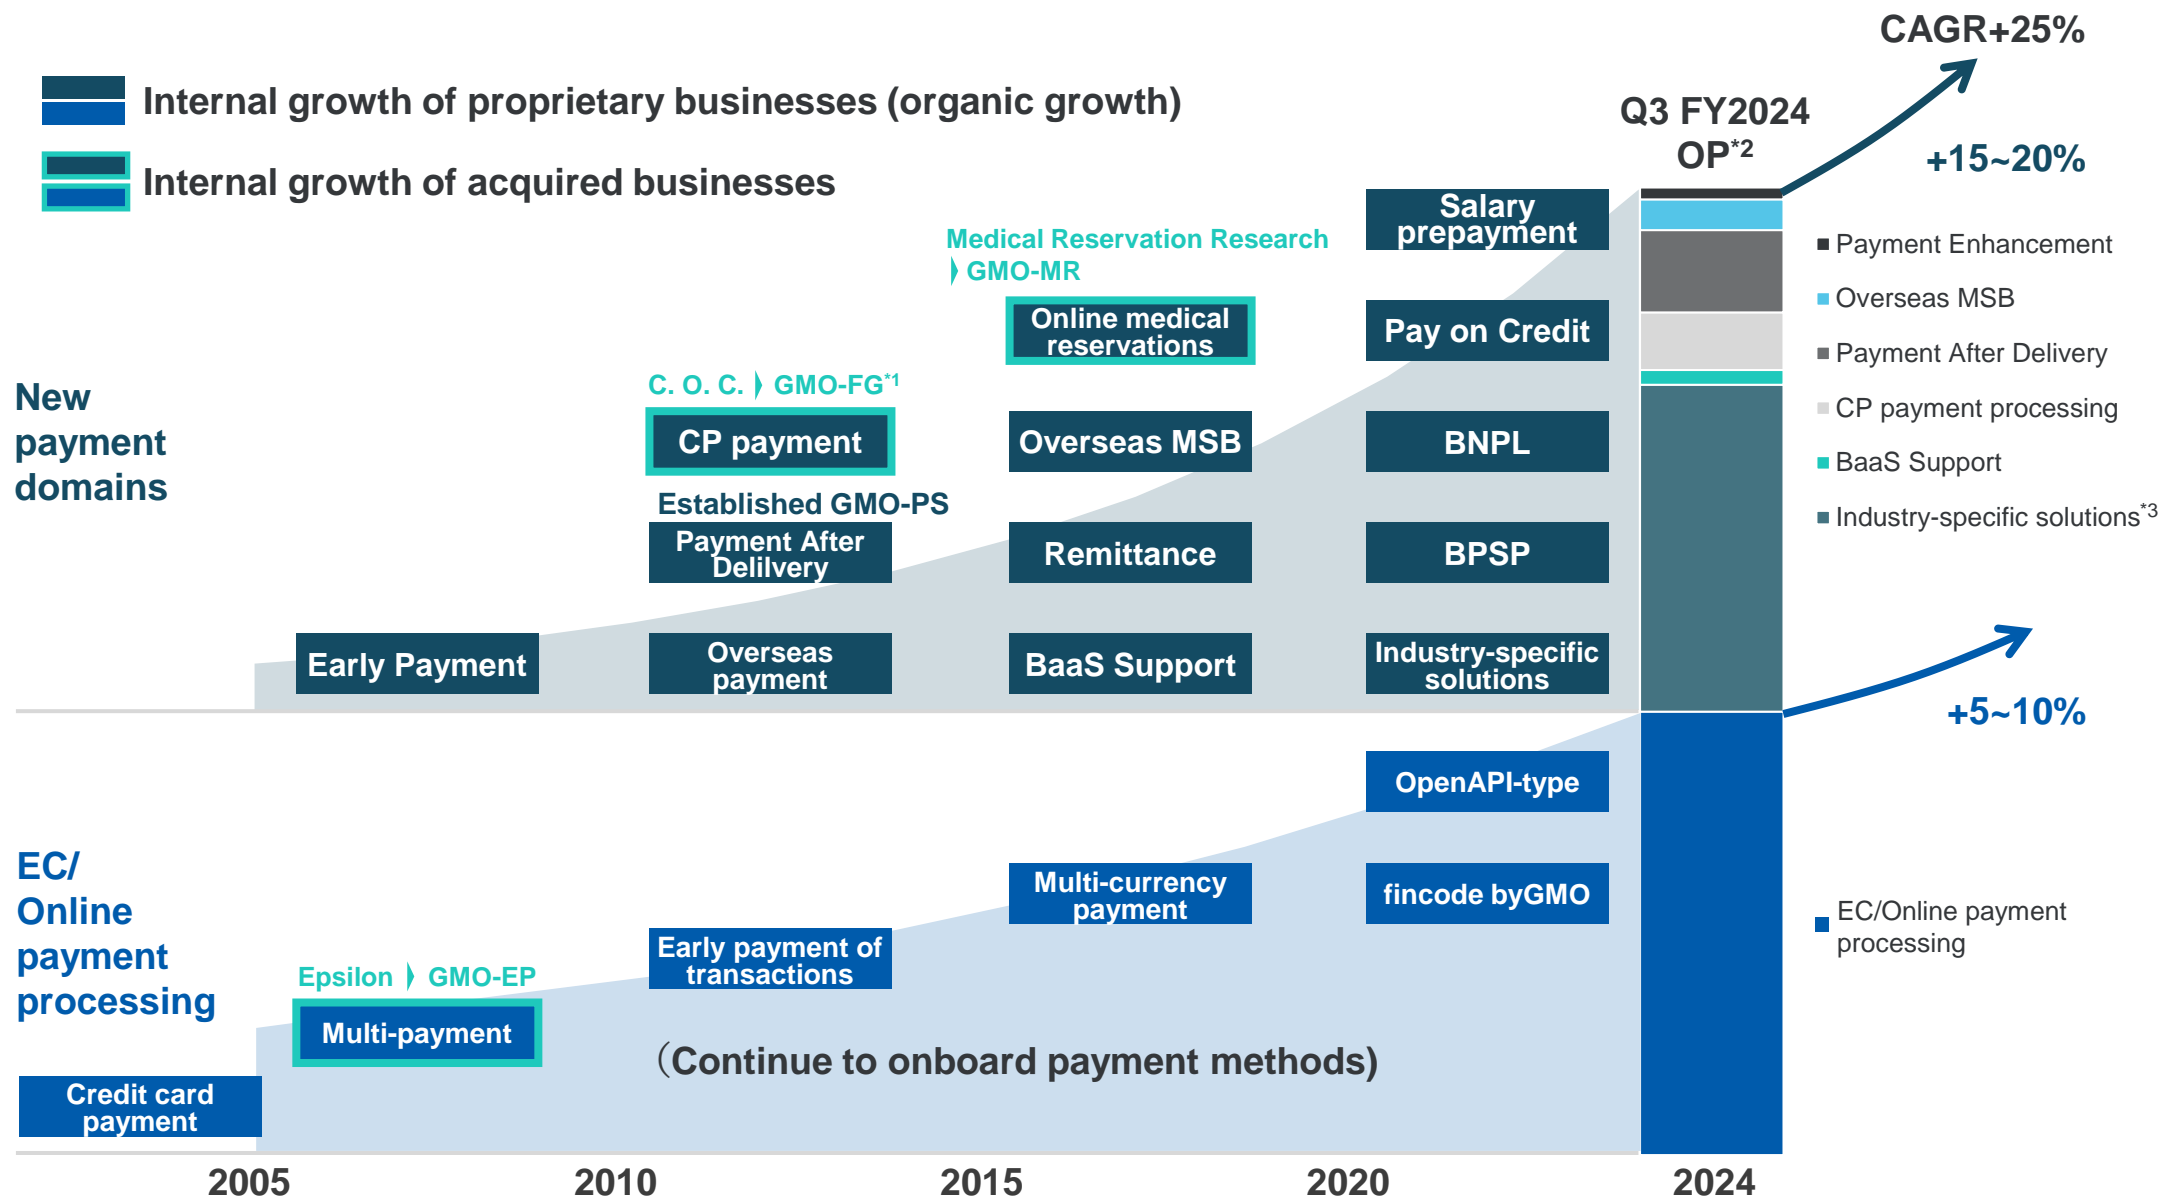 CAGR+25%
Internal growth of proprietary businesses (organic growth)
Internal growth of acquired businesses
Q3 FY2024
OP*2
+15~20%
Medical Reservation Research
GMO-MR
Online medical
reservations
Salary
prepayment
Pay on Credit
Payment Enhancement
Overseas MSB
Payment After Delivery
CP payment processing
BaaS Support
Industry-specific solutions*3
New
payment
domains
C. O. C. GMO-FG*1
CP payment
Overseas MSB
BNPL
Established GMO-PS
Payment After
Delilvery
Remittance
BPSP
Early Payment
Overseas
payment
BaaS Support
Industry-specific
solutions
+5~10%
OpenAPI-type
EC/
Online
payment
processing
Multi-currency
payment
fincode byGMO
EC/Online payment
processing
Early payment of
transactions
Epsilon GMO-EP
Multi-payment
（Continue to onboard payment methods)
Credit card
payment
2005
2010
2015
2020
2024